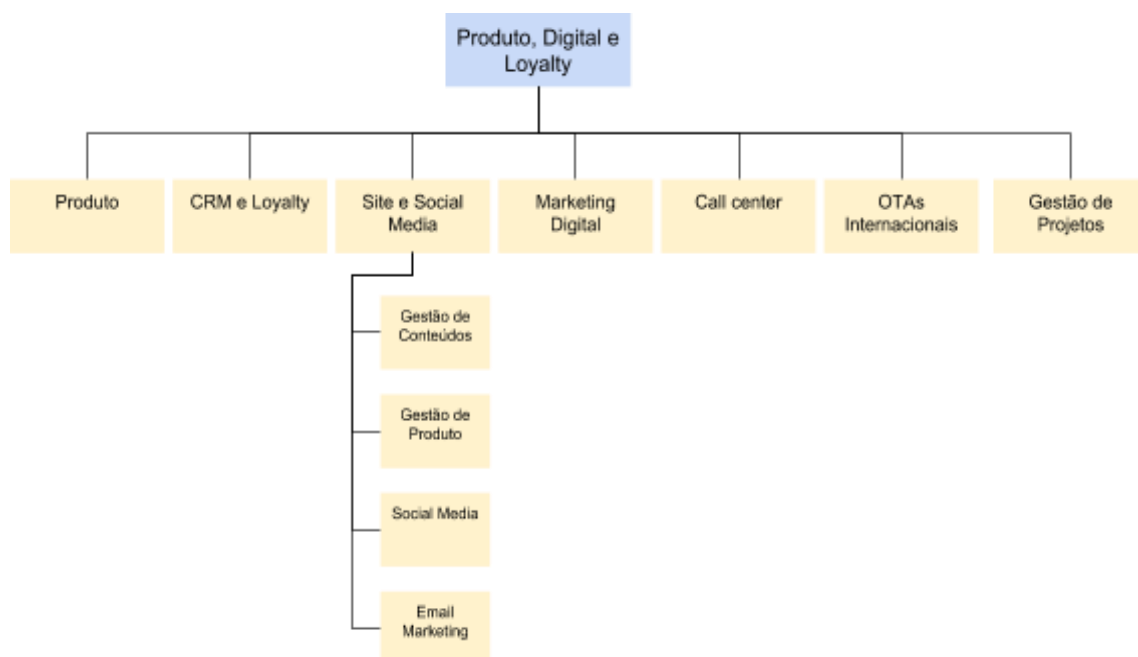 Produto, Digital e
Loyalty
Produto
CRM e Loyalty
Site e Social
Media
Marketing
Digital
Call center
OTAs
Internacionais
Gestão de
Projetos
Gestão de
Conteúdos
Gestão de
Produto
Social Media
Email
Marketing